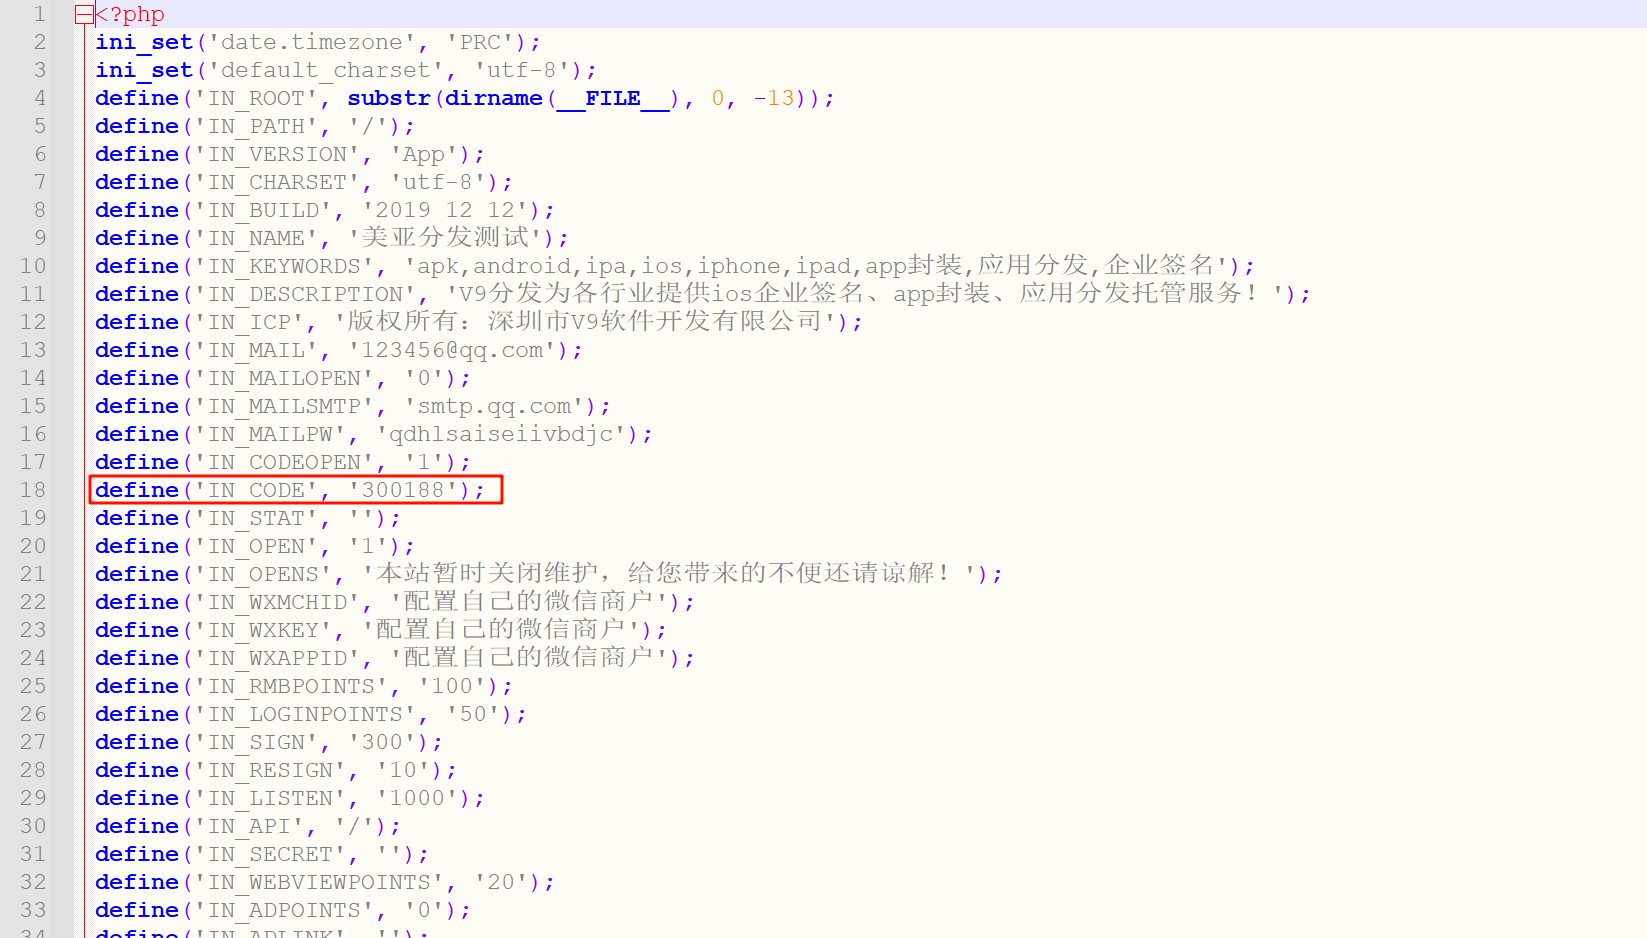 1 <?php
2 ini_set('date.timezone', 'PRC');
3 ini_set('default_charset', 'utf-8');
4 define('IN_ROOT', substr(dirname(__FILE__), 0, -13));
5 define('IN_PATH', '/');
6 define('IN_VERSION', 'App');
7 define('IN_CHARSET', 'utf-8');
8 define('IN_BUILD', '2019 12 12');
9 define('IN_NAME', '美亚分发测试');
10 define('IN_KEYWORDS', 'apk,android,ipa,ios,iphone,ipad,app封装,应用分发,企业签名');
11 define('IN_DESCRIPTION', 'V9分发为各行业提供ios企业签名、app封装、应用分发托管服务！');
12 define('IN_ICP', '版权所有：深圳市V9软件开发有限公司');
13 define('IN_MAIL', '123456@qq.com');
14 define('IN_MAILOPEN', '0');
15 define('IN_MAILSMTP', 'smtp.qq.com');
16 define('IN_MAILPW', 'qdhlsaiseiivbdjc');
17 define('IN_CODEOPEN', '1');
18 define('IN_CODE', '300188');
19 define('IN_STAT', '');
20 define('IN_OPEN', '1');
21 define('IN_OPENS', '本站暂时关闭维护，给您带来的不便还请谅解！');
22 define('IN_WXMCHID', '配置自己的微信商户');
23 define('IN_WXKEY', '配置自己的微信商户');
24 define('IN_WXAPPID', '配置自己的微信商户');
25 define('IN_RMBPOINTS', '100');
26 define('IN_LOGINPOINTS', '50');
27 define('IN_SIGN', '300');
28 define('IN_RESIGN', '10');
29 define('IN_LISTEN', '1000');
30 define('IN_API', '/');
31 define('IN_SECRET', '');
32 define('IN_WEBVIEWPOINTS', '20');
33 define('IN_ADPOINTS', '0');
34 define('IN_ADLINK', '');